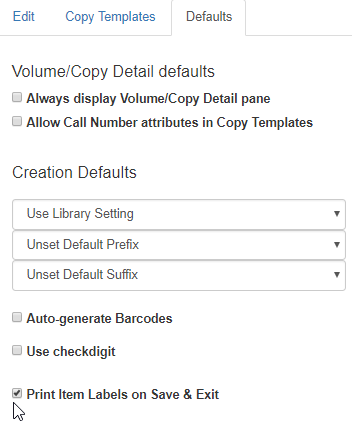 Edit Copy Templates Defaults
Volume/Copy Detail defaults
Always display Volume/Copy Detail pane
Allow Call Number attributes in Copy Templates
Creation Defaults
Use Library Setting
Unset Default Prefix
Unset Default Suffix
Auto-generate Barcodes
Use checkdigit
Print Item Labels on Save & Exit